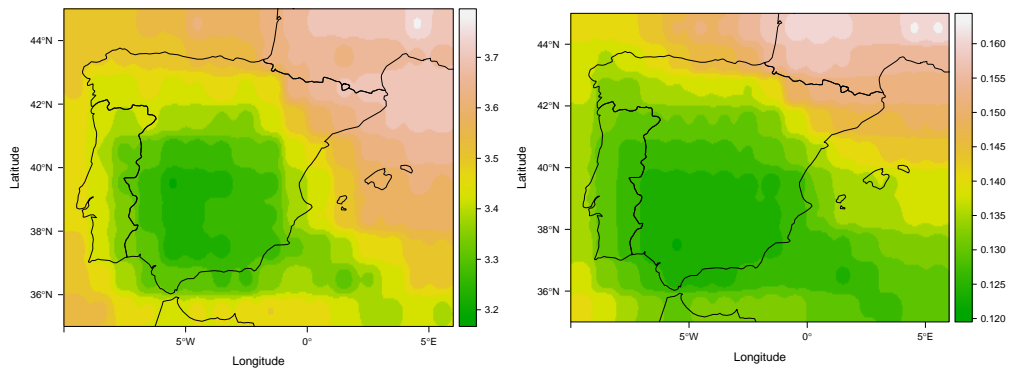 44°N
42°N
40°N
38°N
36°N
Latitude
5°W
0°
5°E
Longitude
3.7
3.6
3.5
3.4
3.3
3.2
44°N
42°N
40°N
38°N
36°N
Latitude
5°W
0°
5°E
Longitude
0.160
0.155
0.150
0.145
0.140
0.135
0.130
0.125
0.120